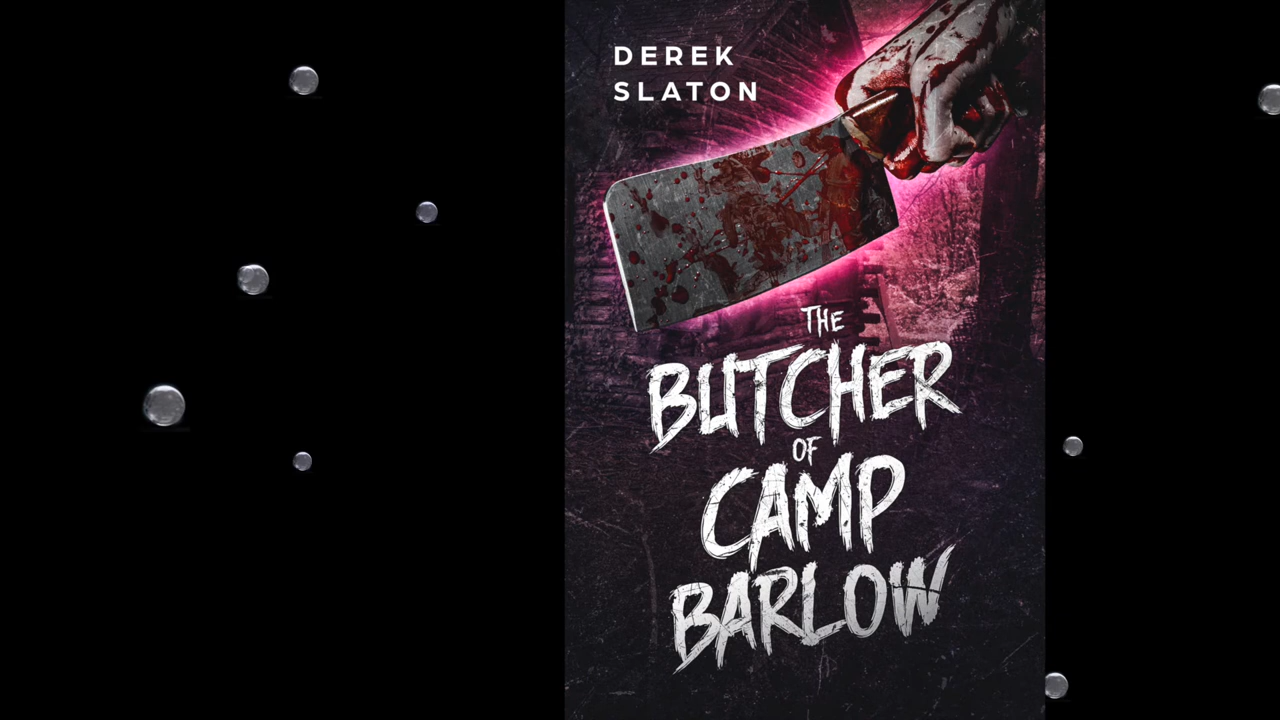 DEREK
SLATON
THE
BUTCHER
OF
CAMP
BARLOW